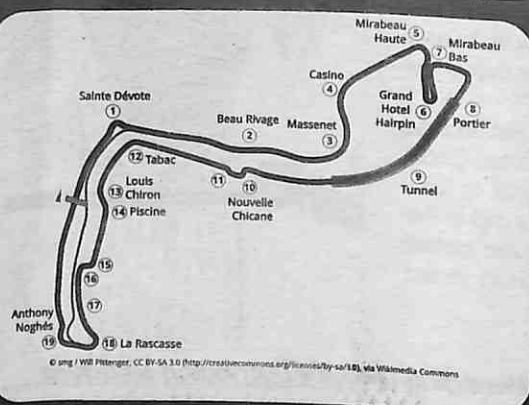 Mirabeau
Haute
5
7
Mirabeau
Bas
Casino
4
Grand
Hotel
Hairpin
6
8
Portier
Sainte Dévote
1
Beau Rivage
2
Massenet
3
9
Tunnel
12 Tabac
11
10
Nouvelle
Chicane
Louis
13 Chiron
14 Piscine
15
16
17
Anthony
Noghés
19
18 La Rascasse
© smg / Will Pittenger, CC BY-SA 3.0 (http://creativecommons.org/licenses/by-sa/3.0), via Wikimedia Commons